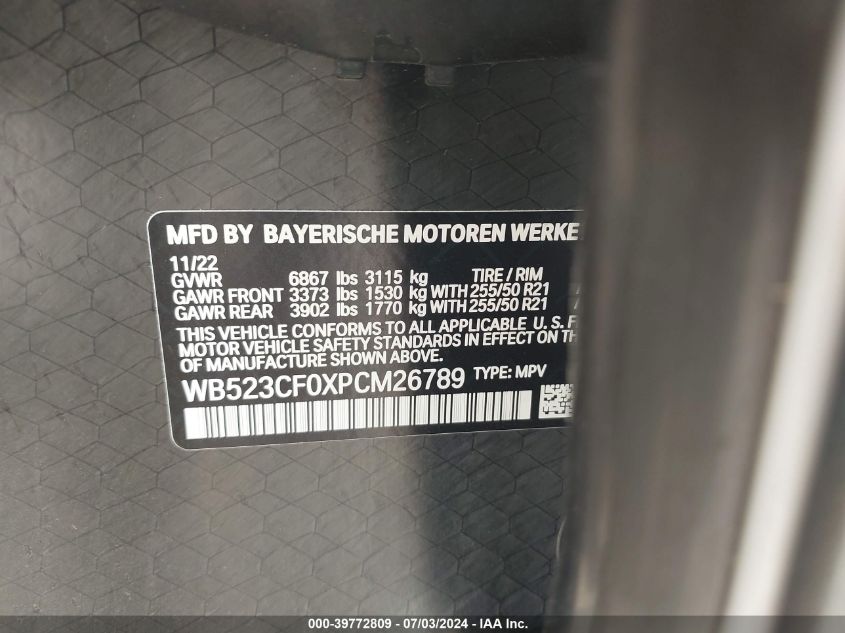 MFD BY BAYERISCHE MOTOREN WERKE
11/22
GVWR 6867 lbs 3115 kg TIRE / RIM
GAWR FRONT 3373 lbs 1530 kg WITH 255/50 R21
GAWR REAR 3902 lbs 1770 kg WITH 255/50 R21
THIS VEHICLE CONFORMS TO ALL APPLICABLE U. S. F
MOTOR VEHICLE SAFETY STANDARDS IN EFFECT ON TH
OF MANUFACTURE SHOWN ABOVE.
WB523CF0XPCM26789 TYPE: MPV
000-39772809 - 07/03/2024 - IAA Inc.